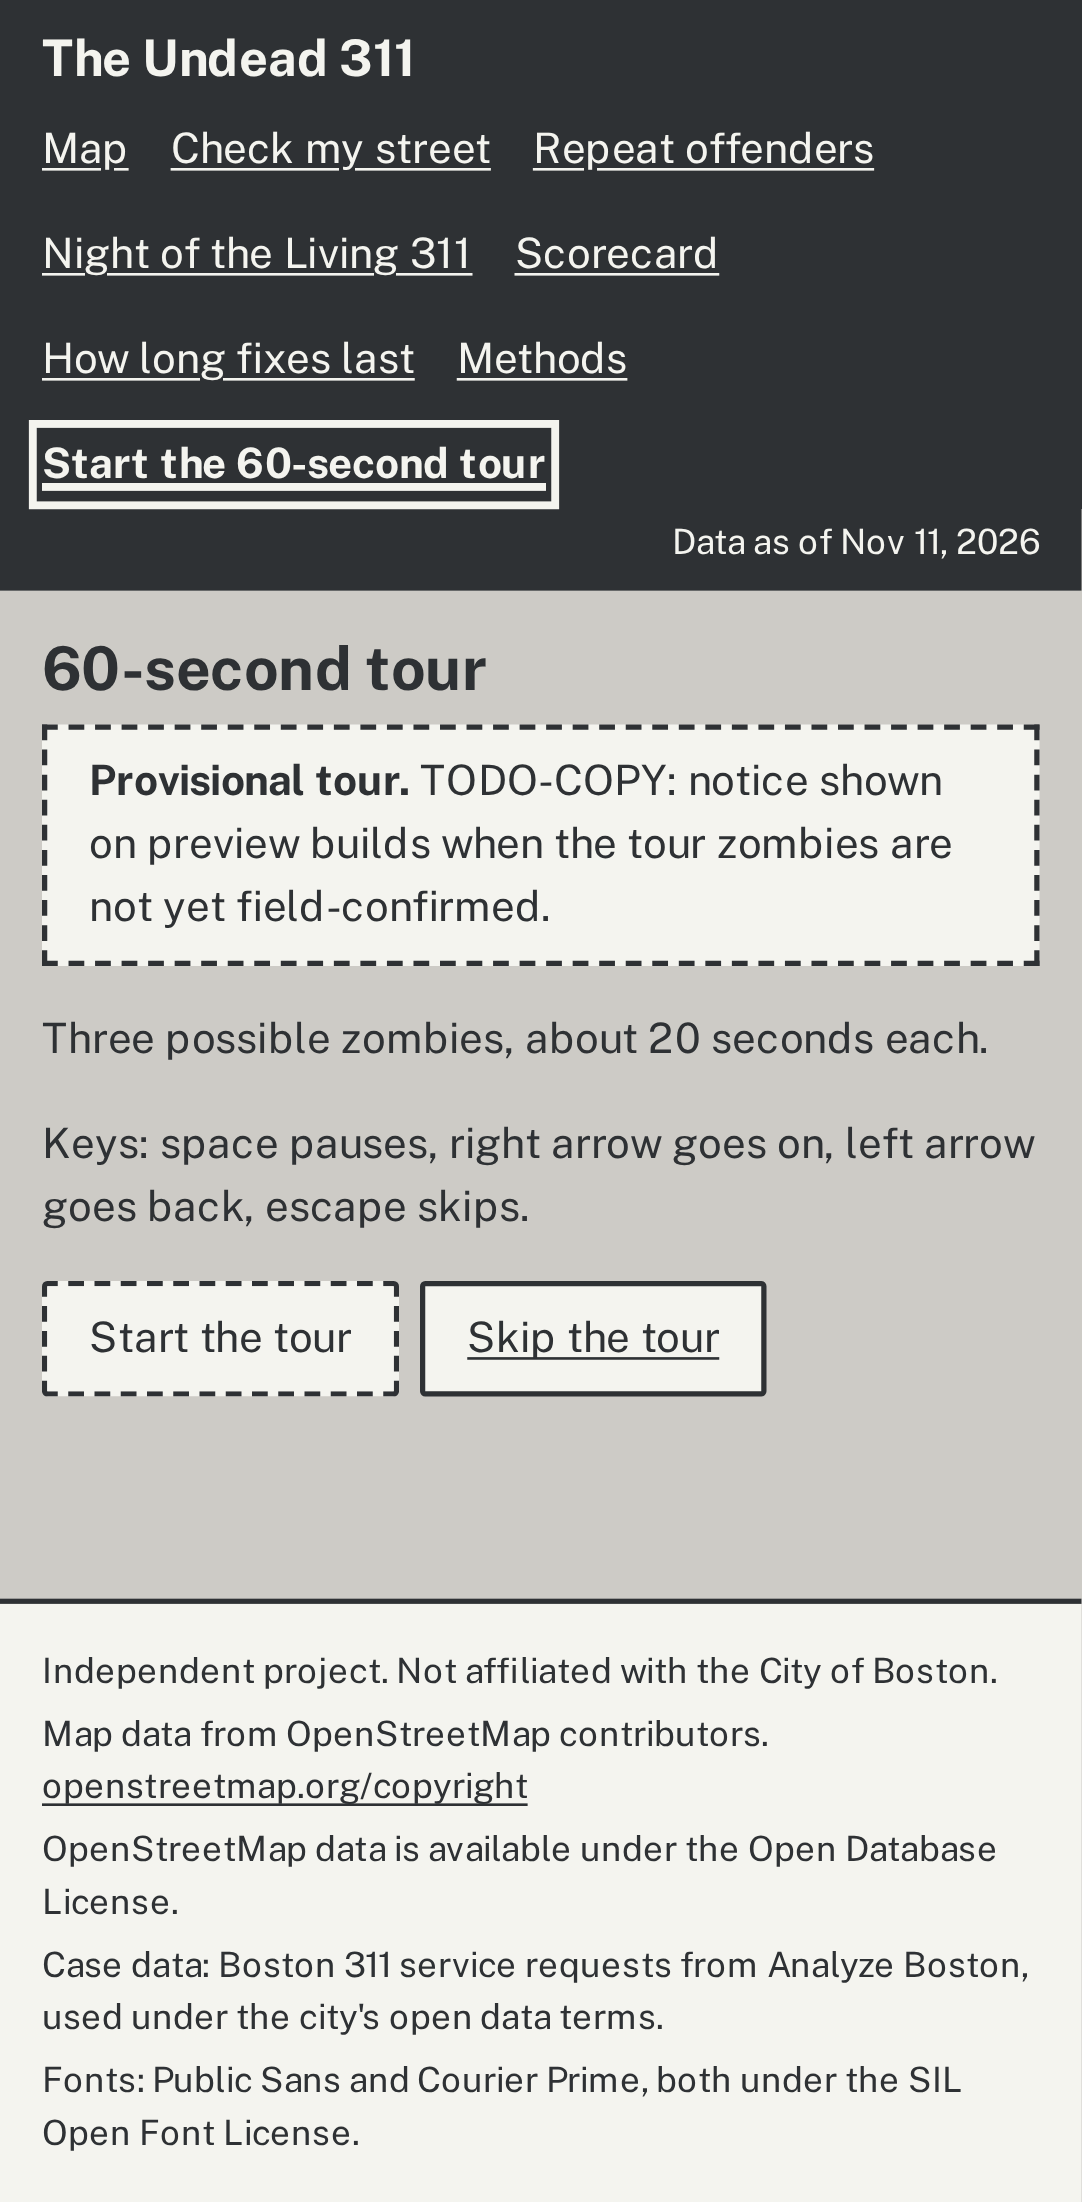 The Undead 311
Map Check my street Repeat offenders
Night of the Living 311 Scorecard
How long fixes last Methods
Start the 60-second tour
Data as of Nov 11, 2026
60-second tour
Provisional tour. TODO-COPY: notice shown
on preview builds when the tour zombies are
not yet field-confirmed.
Three possible zombies, about 20 seconds each.
Keys: space pauses, right arrow goes on, left arrow
goes back, escape skips.
Start the tour Skip the tour
Independent project. Not affiliated with the City of Boston.
Map data from OpenStreetMap contributors.
openstreetmap.org/copyright
OpenStreetMap data is available under the Open Database
License.
Case data: Boston 311 service requests from Analyze Boston,
used under the city's open data terms.
Fonts: Public Sans and Courier Prime, both under the SIL
Open Font License.